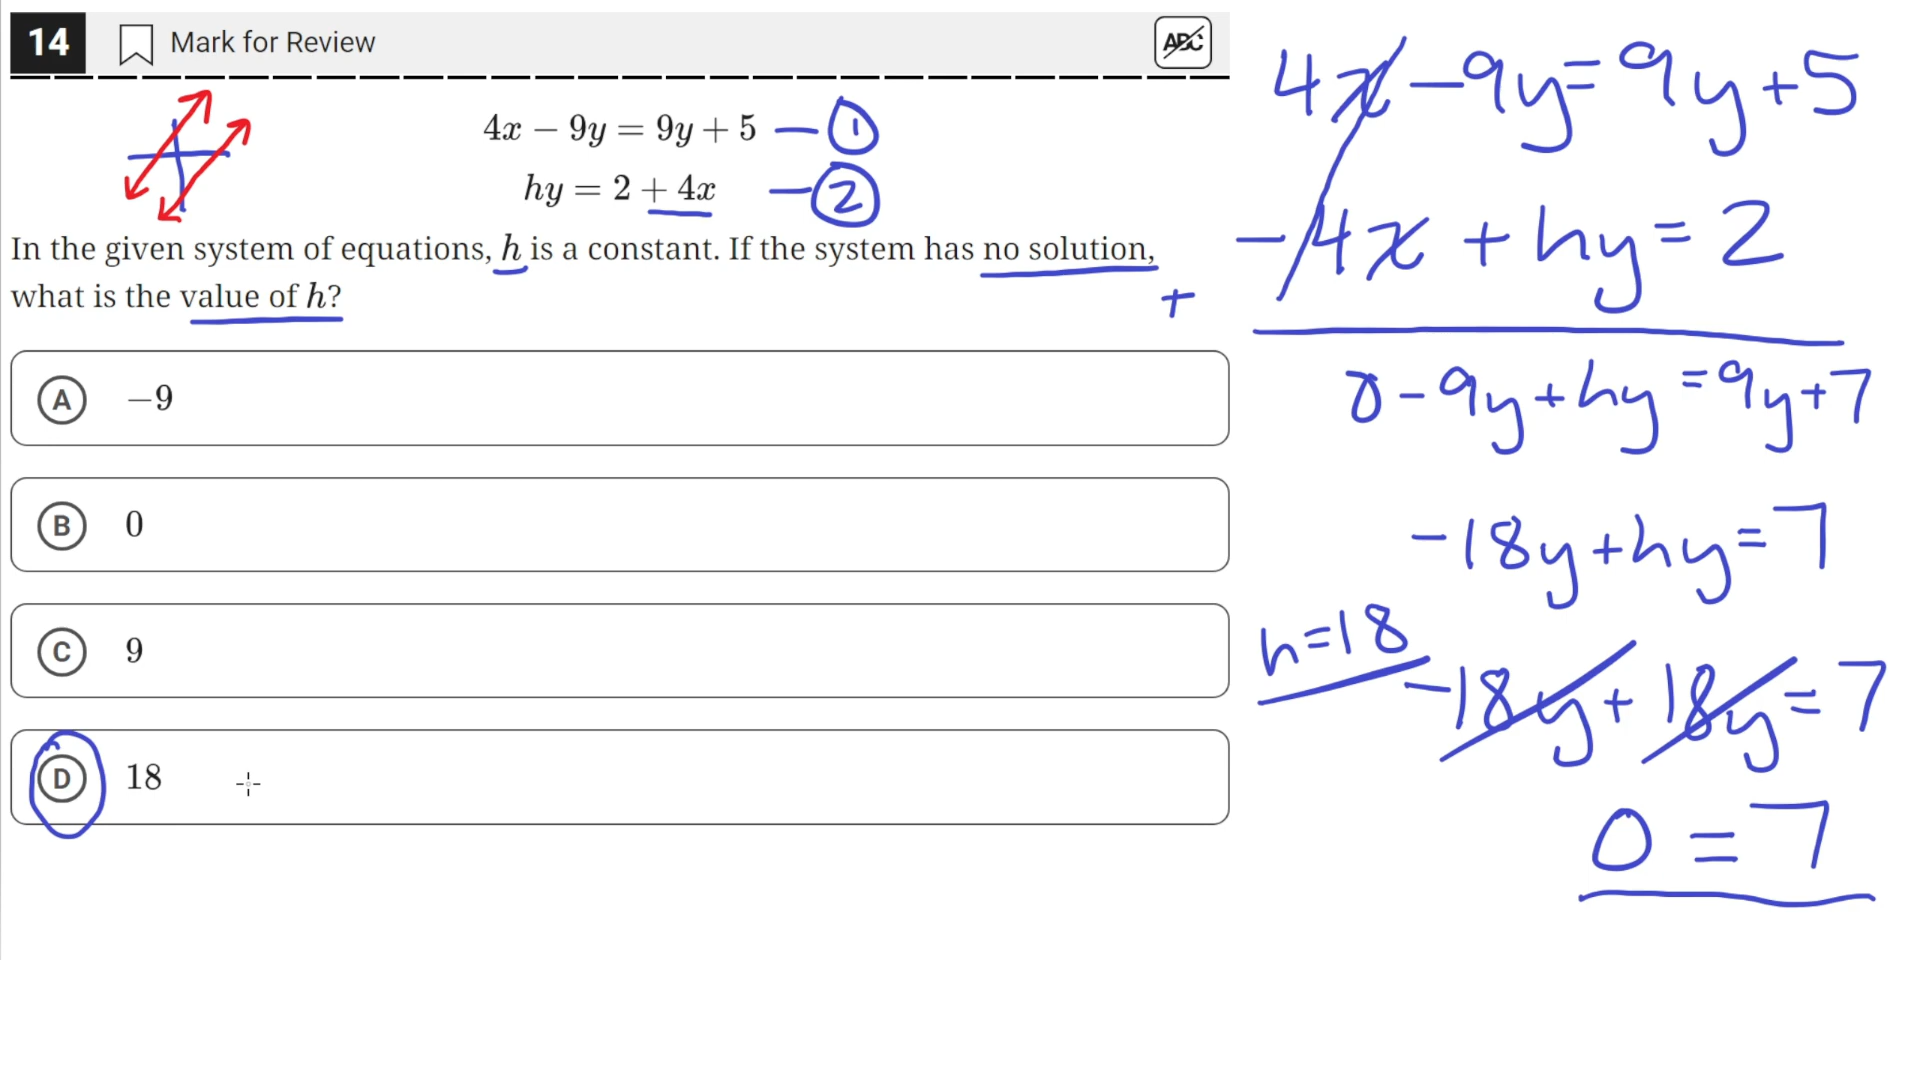 14 Mark for Review ABC
4x − 9y = 9y + 5 — ①
hy = 2 + 4x — ②
In the given system of equations, h is a constant. If the system has no solution,
what is the value of h?
A −9
B 0
C 9
D 18
4x − 9y = 9y + 5
+ −4x + hy = 2
0 − 9y + hy = 9y + 7
−18y + hy = 7
h = 18
−18y + 18y = 7
0 = 7